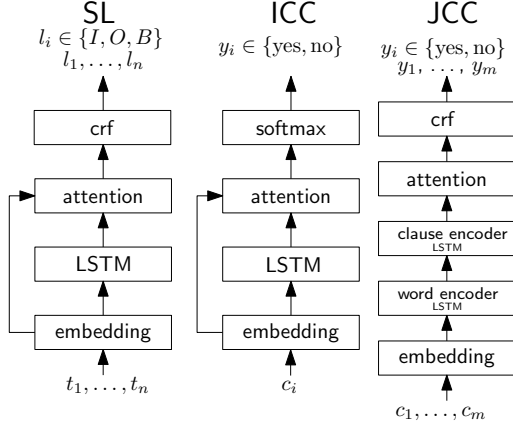 SL
l_i ∈ {I, O, B}
l_1, ..., l_n
crf
attention
LSTM
embedding
t_1, ..., t_n
ICC
y_i ∈ {yes, no}
softmax
attention
LSTM
embedding
c_i
JCC
y_i ∈ {yes, no}
y_1, ..., y_m
crf
attention
clause encoder
LSTM
word encoder
LSTM
embedding
c_1, ..., c_m